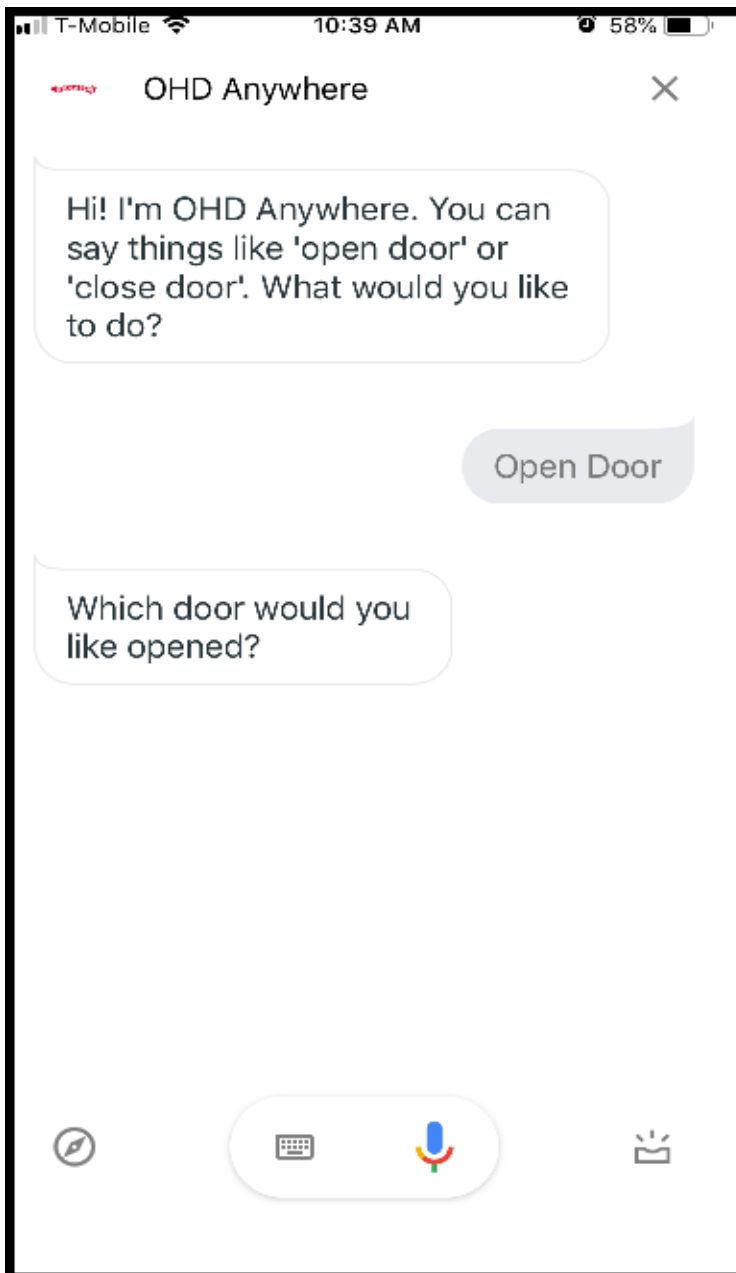 T-Mobile 10:39 AM 58%
OHD Anywhere
Hi! I'm OHD Anywhere. You can
say things like 'open door' or
'close door'. What would you like
to do?
Open Door
Which door would you
like opened?